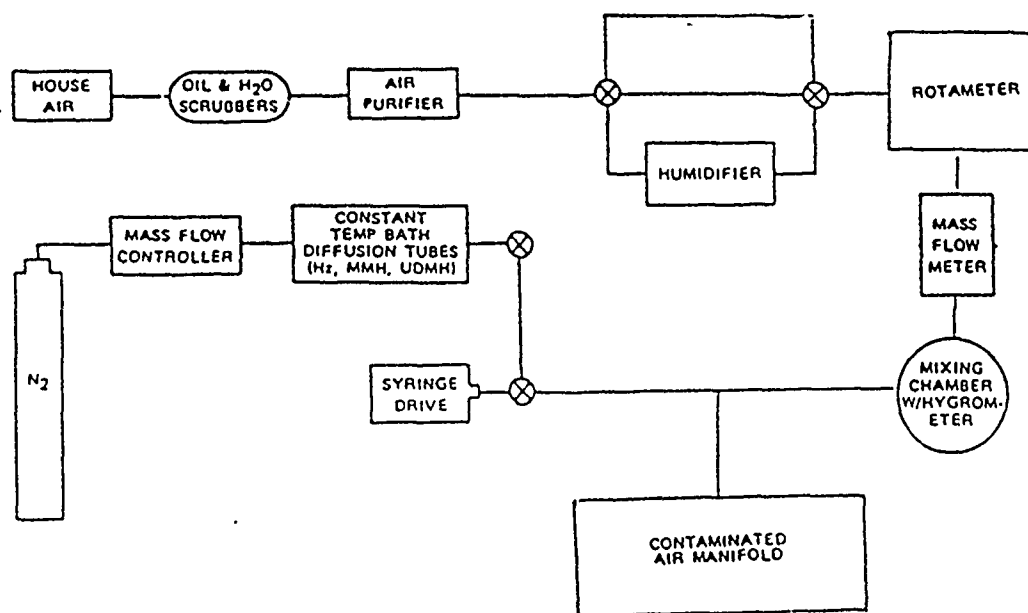 HOUSE
AIR
OIL & H2O
SCRUBBERS
AIR
PURIFIER
HUMIDIFIER
ROTAMETER
MASS FLOW
CONTROLLER
CONSTANT
TEMP BATH
DIFFUSION TUBES
(Hz, MMH, UDMH)
MASS
FLOW
METER
N2
SYRINGE
DRIVE
MIXING
CHAMBER
W/HYGROM-
ETER
CONTAMINATED
AIR MANIFOLD